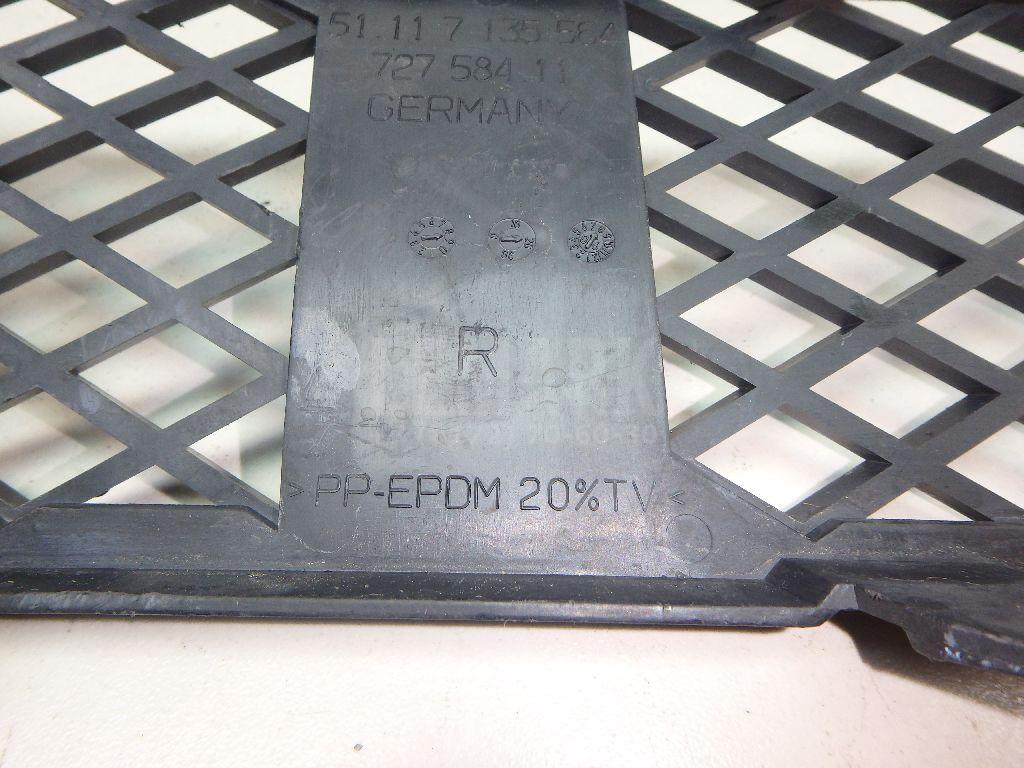 51.11 7 135 584
727 584 11
GERMANY
R
>PP-EPDM 20%TV<